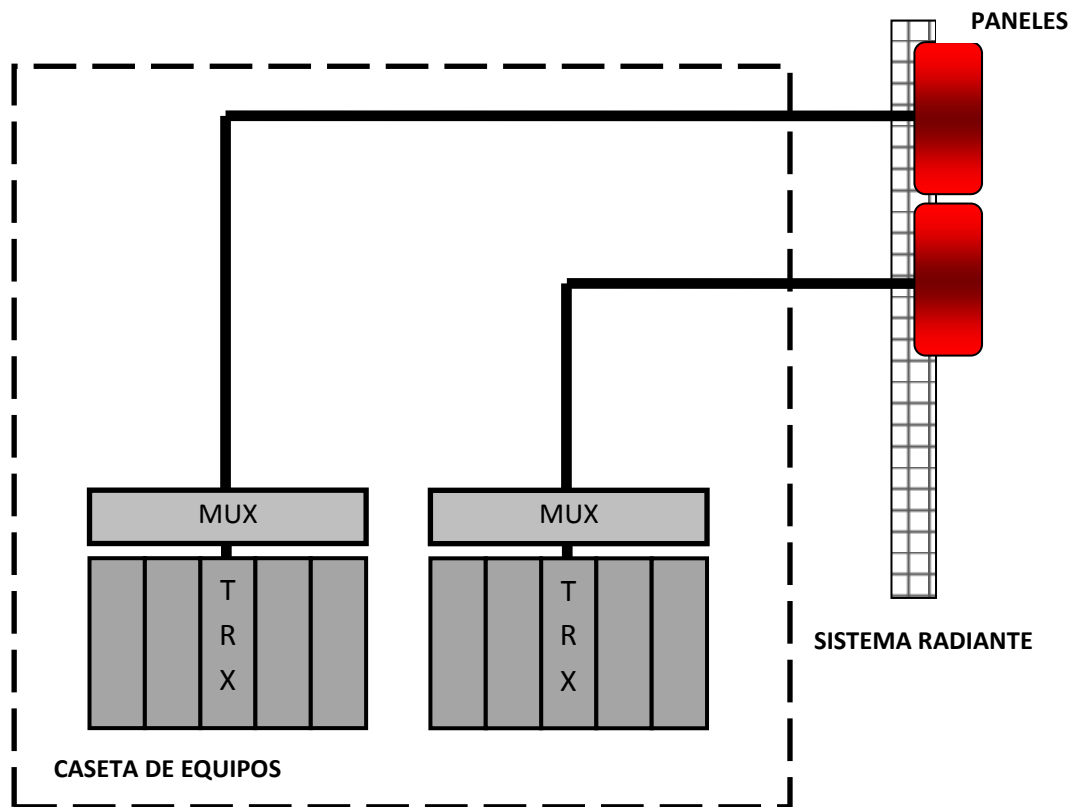 PANELES
MUX
MUX
T
R
X
T
R
X
SISTEMA RADIANTE
CASETA DE EQUIPOS